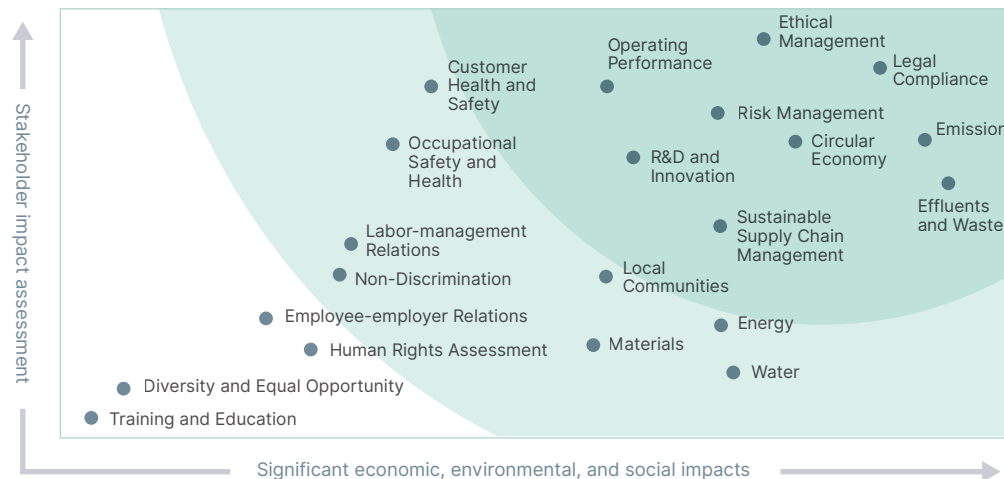 Ethical
Management
Operating
Performance
Legal
Compliance
Customer
Health and
Safety
Risk Management
Emission
Circular
Economy
Occupational
Safety and
Health
R&D and
Innovation
Effluents
and Waste
Sustainable
Supply Chain
Management
Labor-management
Relations
Local
Communities
Non-Discrimination
Employee-employer Relations
Energy
Human Rights Assessment
Materials
Water
Diversity and Equal Opportunity
Training and Education
Stakeholder impact assessment
Significant economic, environmental, and social impacts